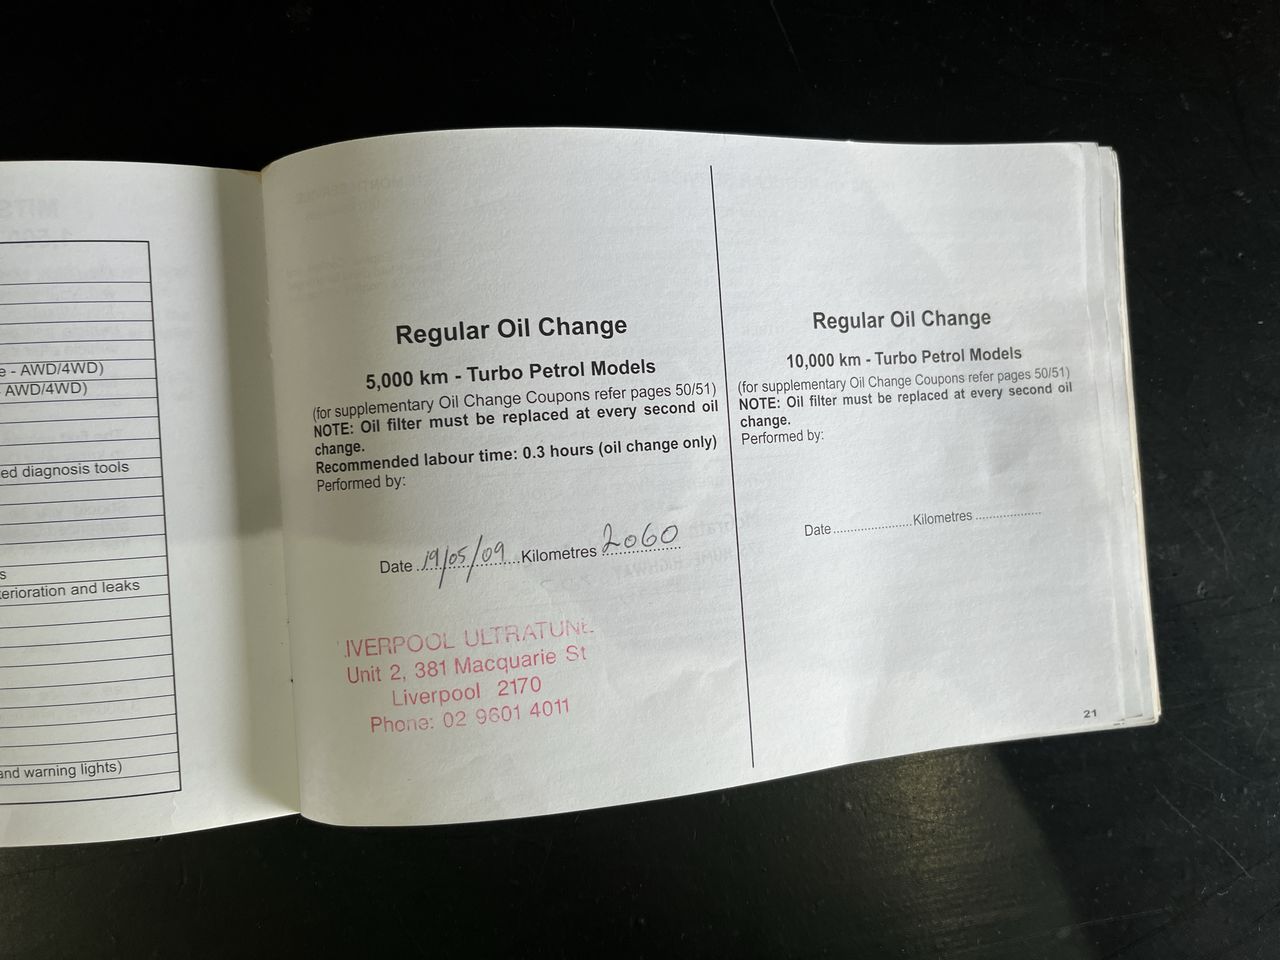 e - AWD/4WD)
AWD/4WD)
ed diagnosis tools
s
terioration and leaks
and warning lights)
Regular Oil Change
5,000 km - Turbo Petrol Models
(for supplementary Oil Change Coupons refer pages 50/51)
NOTE: Oil filter must be replaced at every second oil
change.
Recommended labour time: 0.3 hours (oil change only)
Performed by:
Date 19/05/09 Kilometres 2060
LIVERPOOL ULTRATUNE
Unit 2, 381 Macquarie St
Liverpool 2170
Phone: 02 9601 4011
Regular Oil Change
10,000 km - Turbo Petrol Models
(for supplementary Oil Change Coupons refer pages 50/51)
NOTE: Oil filter must be replaced at every second oil
change.
Performed by:
Date ...................... Kilometres ..................
21